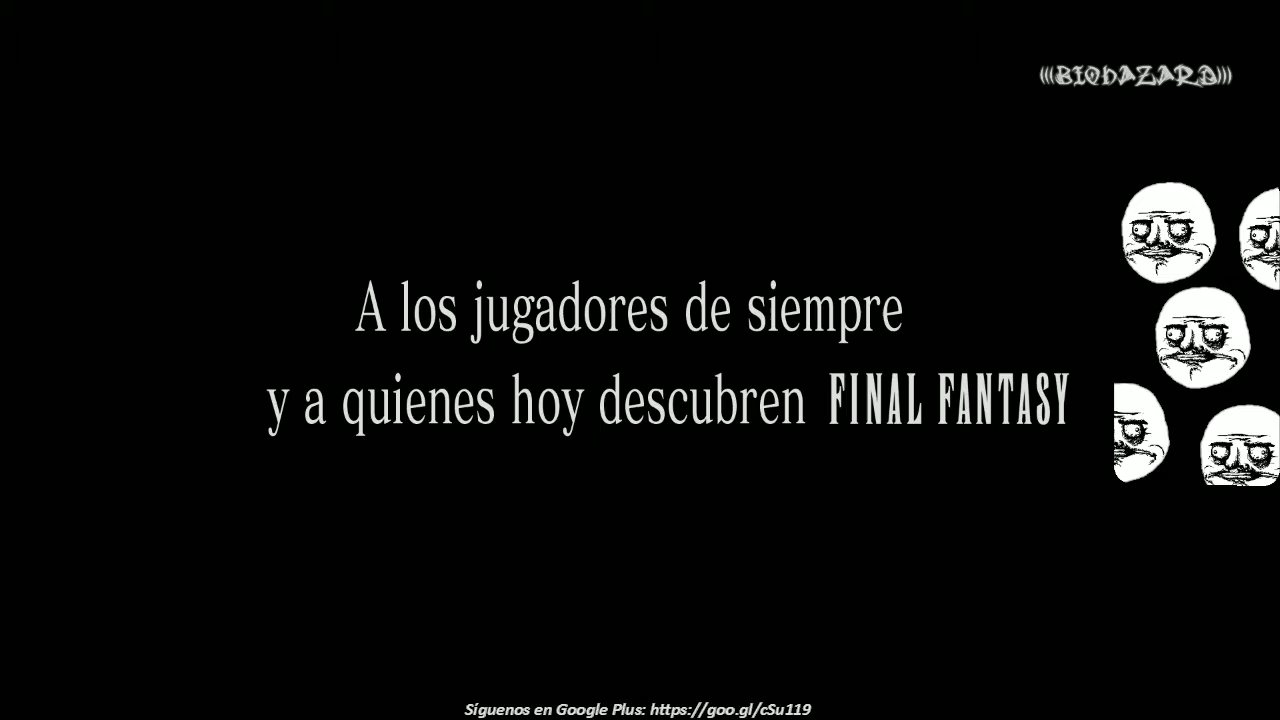 (((BIOHAZARD)))
A los jugadores de siempre
y a quienes hoy descubren FINAL FANTASY
Síguenos en Google Plus: https://goo.gl/cSu119